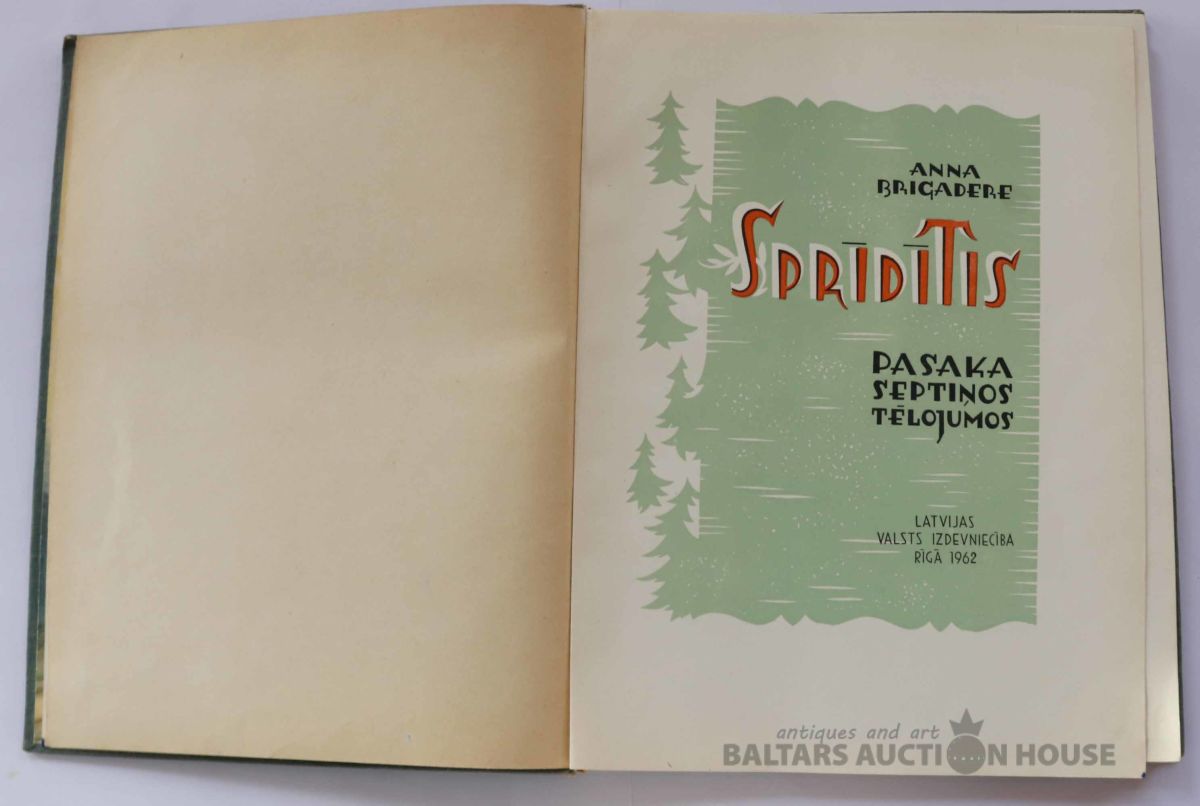 ANNA
BRIGADERE
SPRĪDĪTIS
PASAKA
SEPTIŅOS
TĒLOJUMOS
LATVIJAS
VALSTS IZDEVNIECĪBA
RĪGĀ 1962
antiques and art
BALTARS AUCTION HOUSE